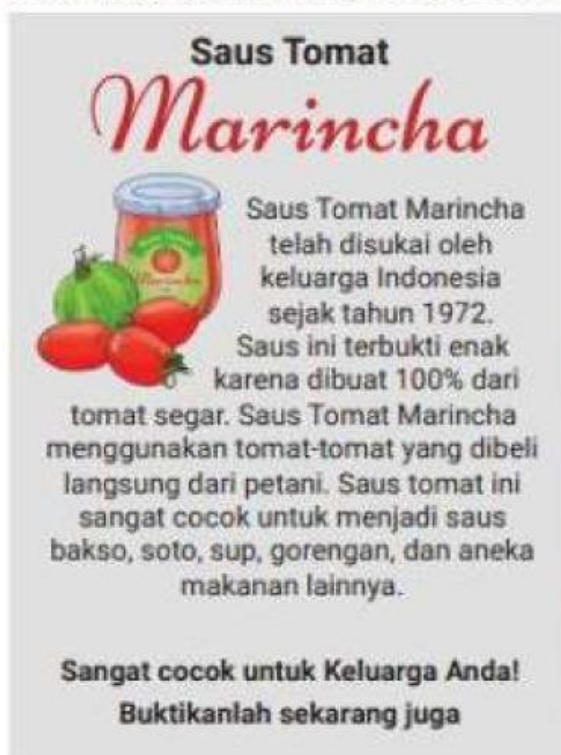 Saus Tomat
Marincha
Saus Tomat Marincha
telah disukai oleh
keluarga Indonesia
sejak tahun 1972.
Saus ini terbukti enak
karena dibuat 100% dari
tomat segar. Saus Tomat Marincha
menggunakan tomat-tomat yang dibeli
langsung dari petani. Saus tomat ini
sangat cocok untuk menjadi saus
bakso, soto, sup, gorengan, dan aneka
makanan lainnya.
Marincha
Sangat cocok untuk Keluarga Anda!
Buktikanlah sekarang juga